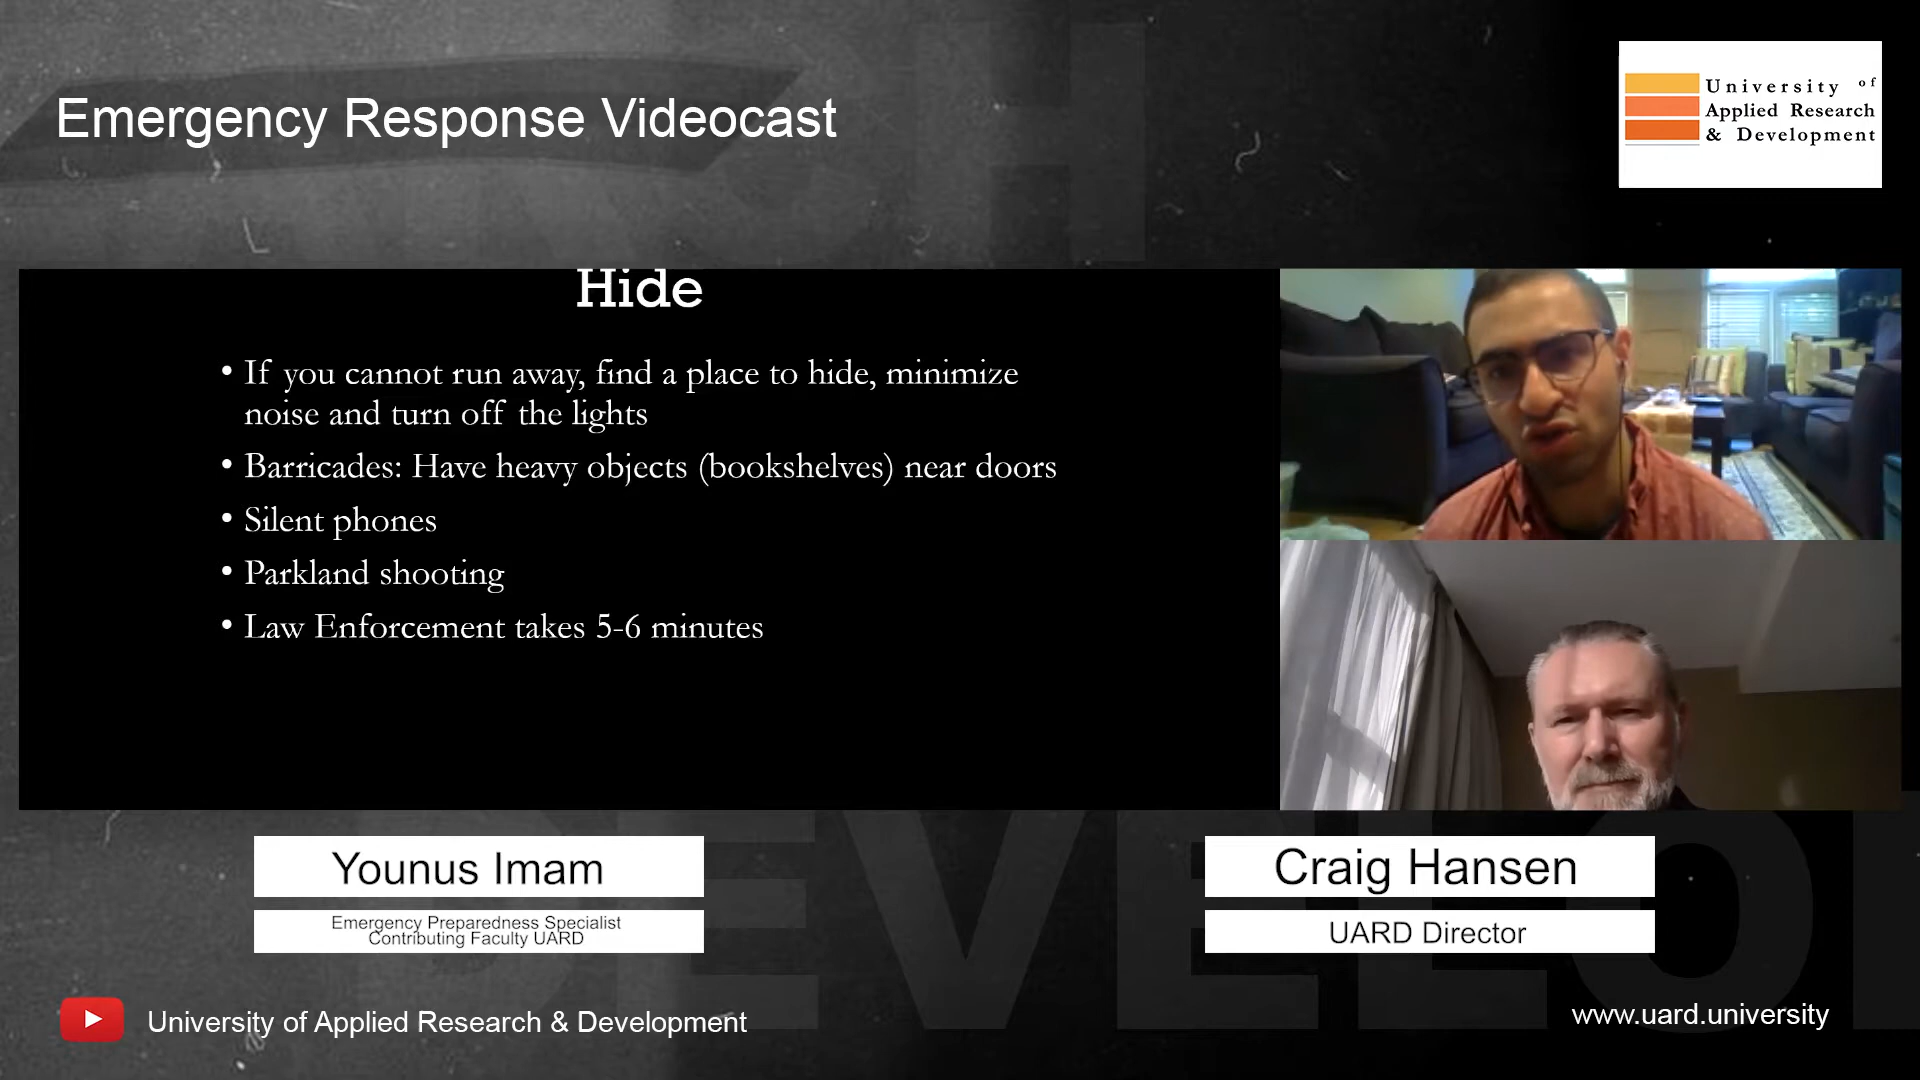 Emergency Response Videocast
University of
Applied Research
& Development
Hide
• If you cannot run away, find a place to hide, minimize
noise and turn off the lights
• Barricades: Have heavy objects (bookshelves) near doors
• Silent phones
• Parkland shooting
• Law Enforcement takes 5-6 minutes
Younus Imam
Emergency Preparedness Specialist
Contributing Faculty UARD
Craig Hansen
UARD Director
University of Applied Research & Development
www.uard.university